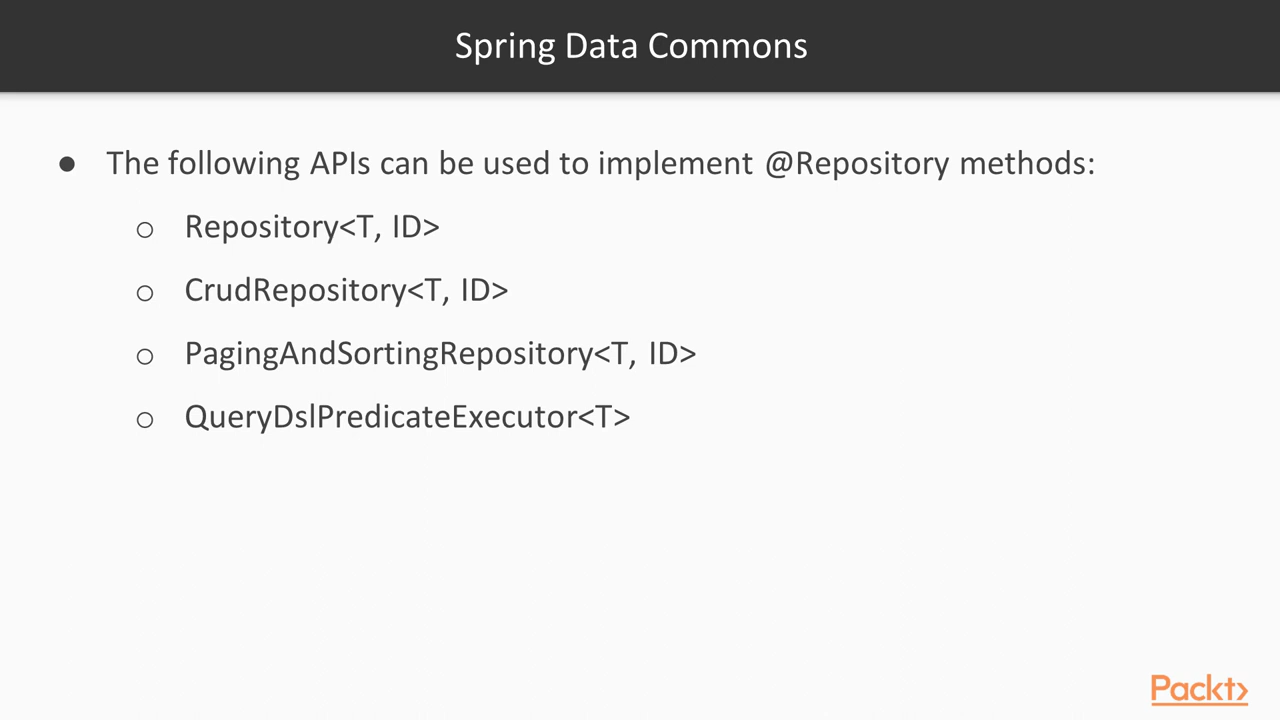 Spring Data Commons
● The following APIs can be used to implement @Repository methods:
○ Repository<T, ID>
○ CrudRepository<T, ID>
○ PagingAndSortingRepository<T, ID>
○ QueryDslPredicateExecutor<T>
Packt>